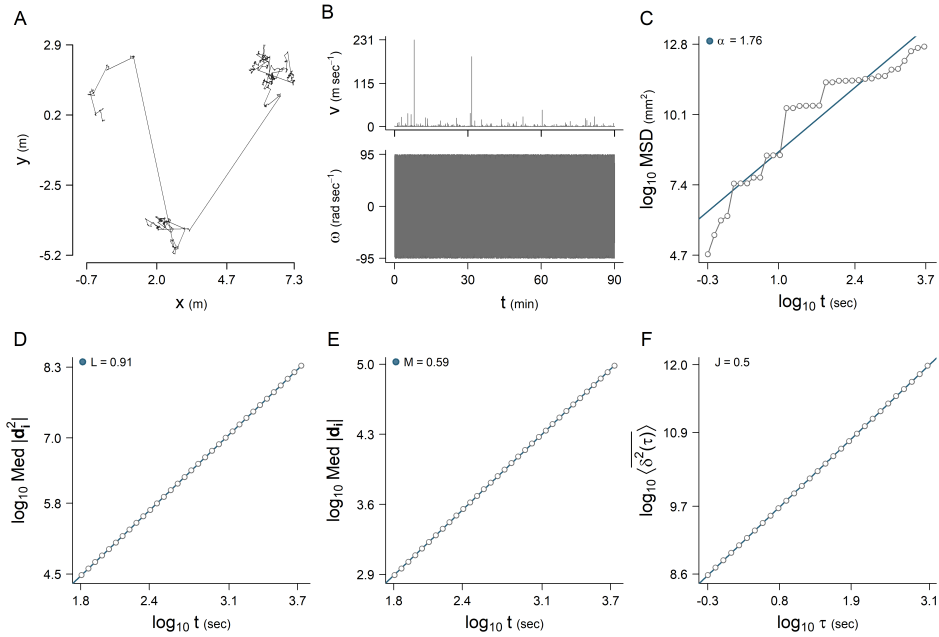 A
2.9
0.2
-2.5
-5.2
y (m)
-0.7 2.0 4.7 7.3
x (m)
B
231
115
0
v (m sec⁻¹)
95
0
-95
ω (rad sec⁻¹)
0 30 60 90
t (min)
C
α = 1.76
12.8
10.1
7.4
4.7
log₁₀ MSD (mm²)
-0.3 1.0 2.4 3.7
log₁₀ t (sec)
D
L = 0.91
8.3
7.0
5.8
4.5
log₁₀ Med |dᵢ²|
1.8 2.4 3.1 3.7
log₁₀ t (sec)
E
M = 0.59
5.0
4.3
3.6
2.9
log₁₀ Med |dᵢ|
1.8 2.4 3.1 3.7
log₁₀ t (sec)
F
J = 0.5
12.0
10.9
9.7
8.6
log₁₀ ⟨δ²(τ)⟩
-0.3 0.8 1.9 3.1
log₁₀ τ (sec)